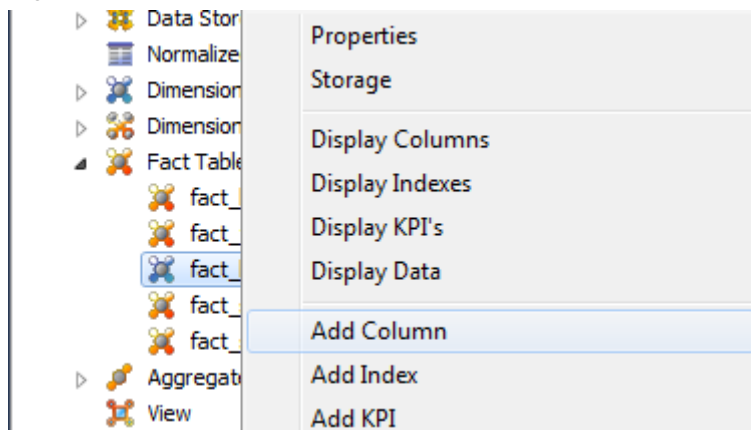 Data Stor
Normalize
Dimension
Dimension
Fact Table
fact_
fact_
fact_
fact_
fact_
Aggregat
View
Properties
Storage
Display Columns
Display Indexes
Display KPI's
Display Data
Add Column
Add Index
Add KPI